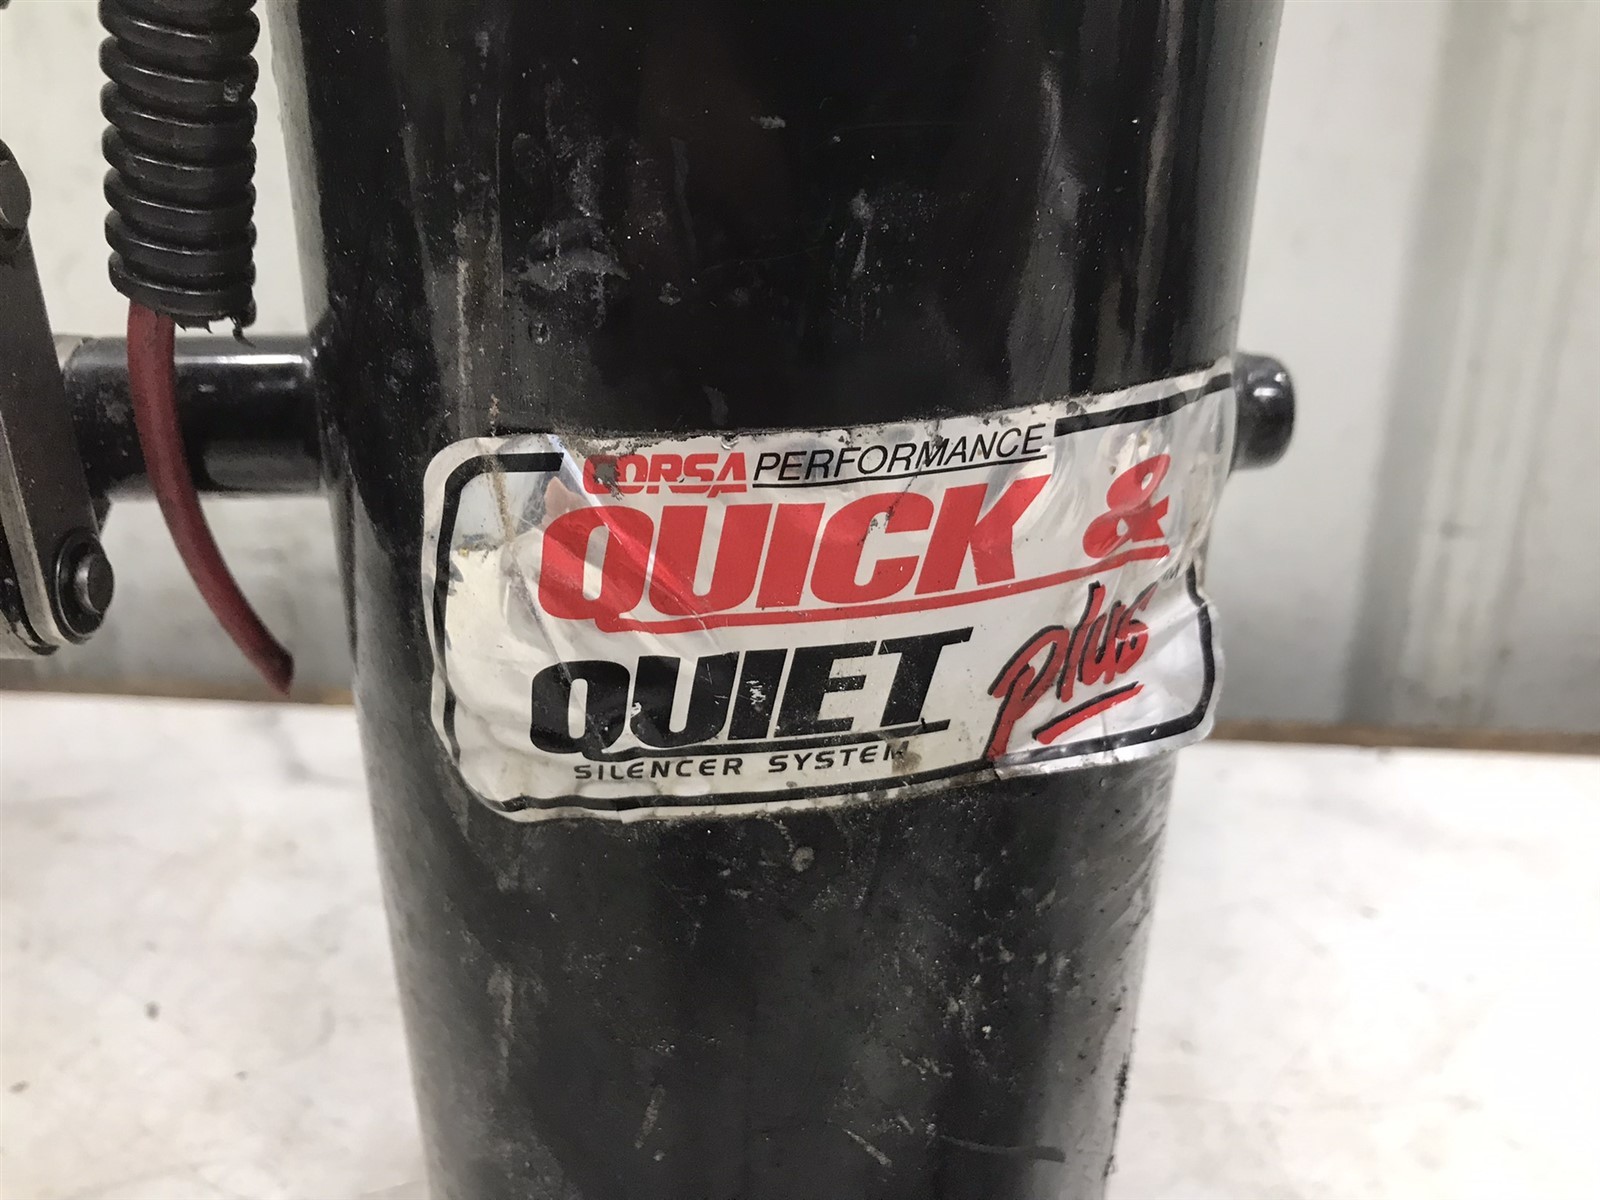 CORSA PERFORMANCE
QUICK &
QUIET plus
SILENCER SYSTEM